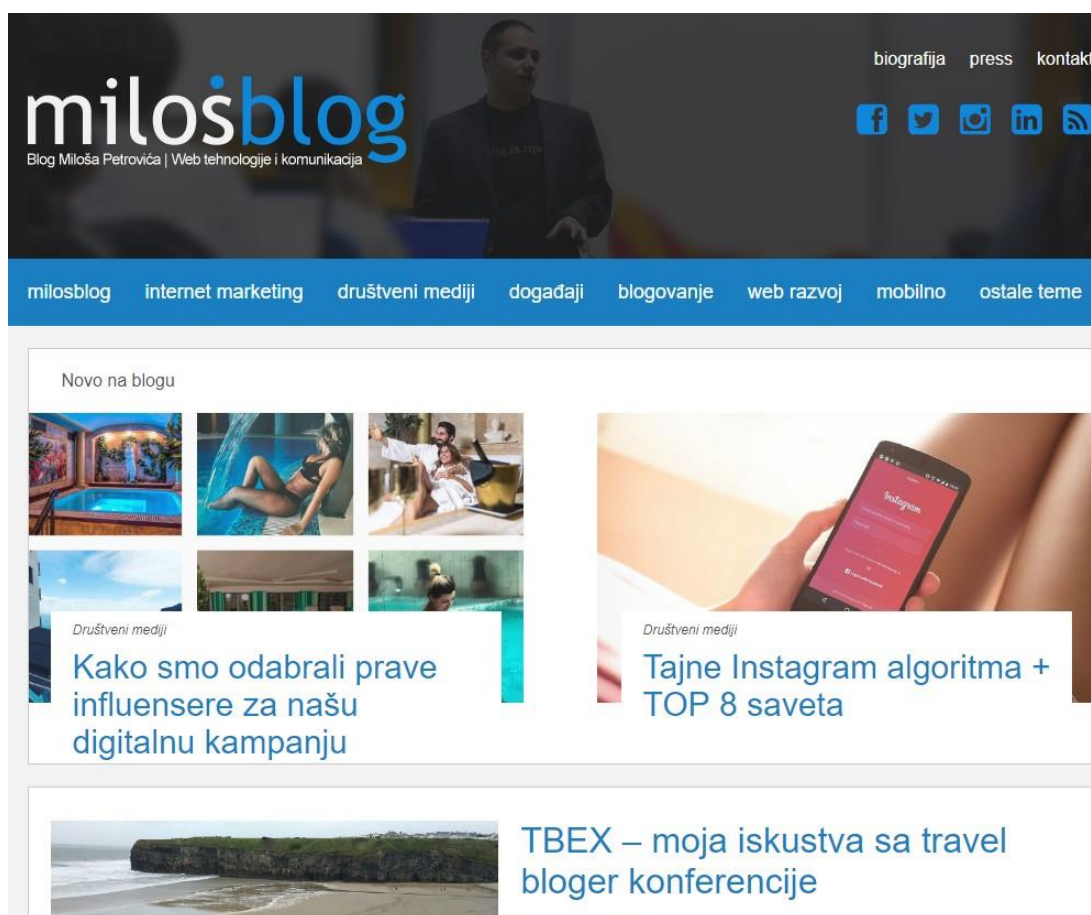 biografija press kontakt
milosblog
Blog Miloša Petrovića | Web tehnologije i komunikacija
milosblog internet marketing društveni mediji događaji blogovanje web razvoj mobilno ostale teme
Novo na blogu
Instagram
Društveni mediji
Kako smo odabrali prave
influensere za našu
digitalnu kampanju
Društveni mediji
Tajne Instagram algoritma +
TOP 8 saveta
TBEX – moja iskustva sa travel
bloger konferencije